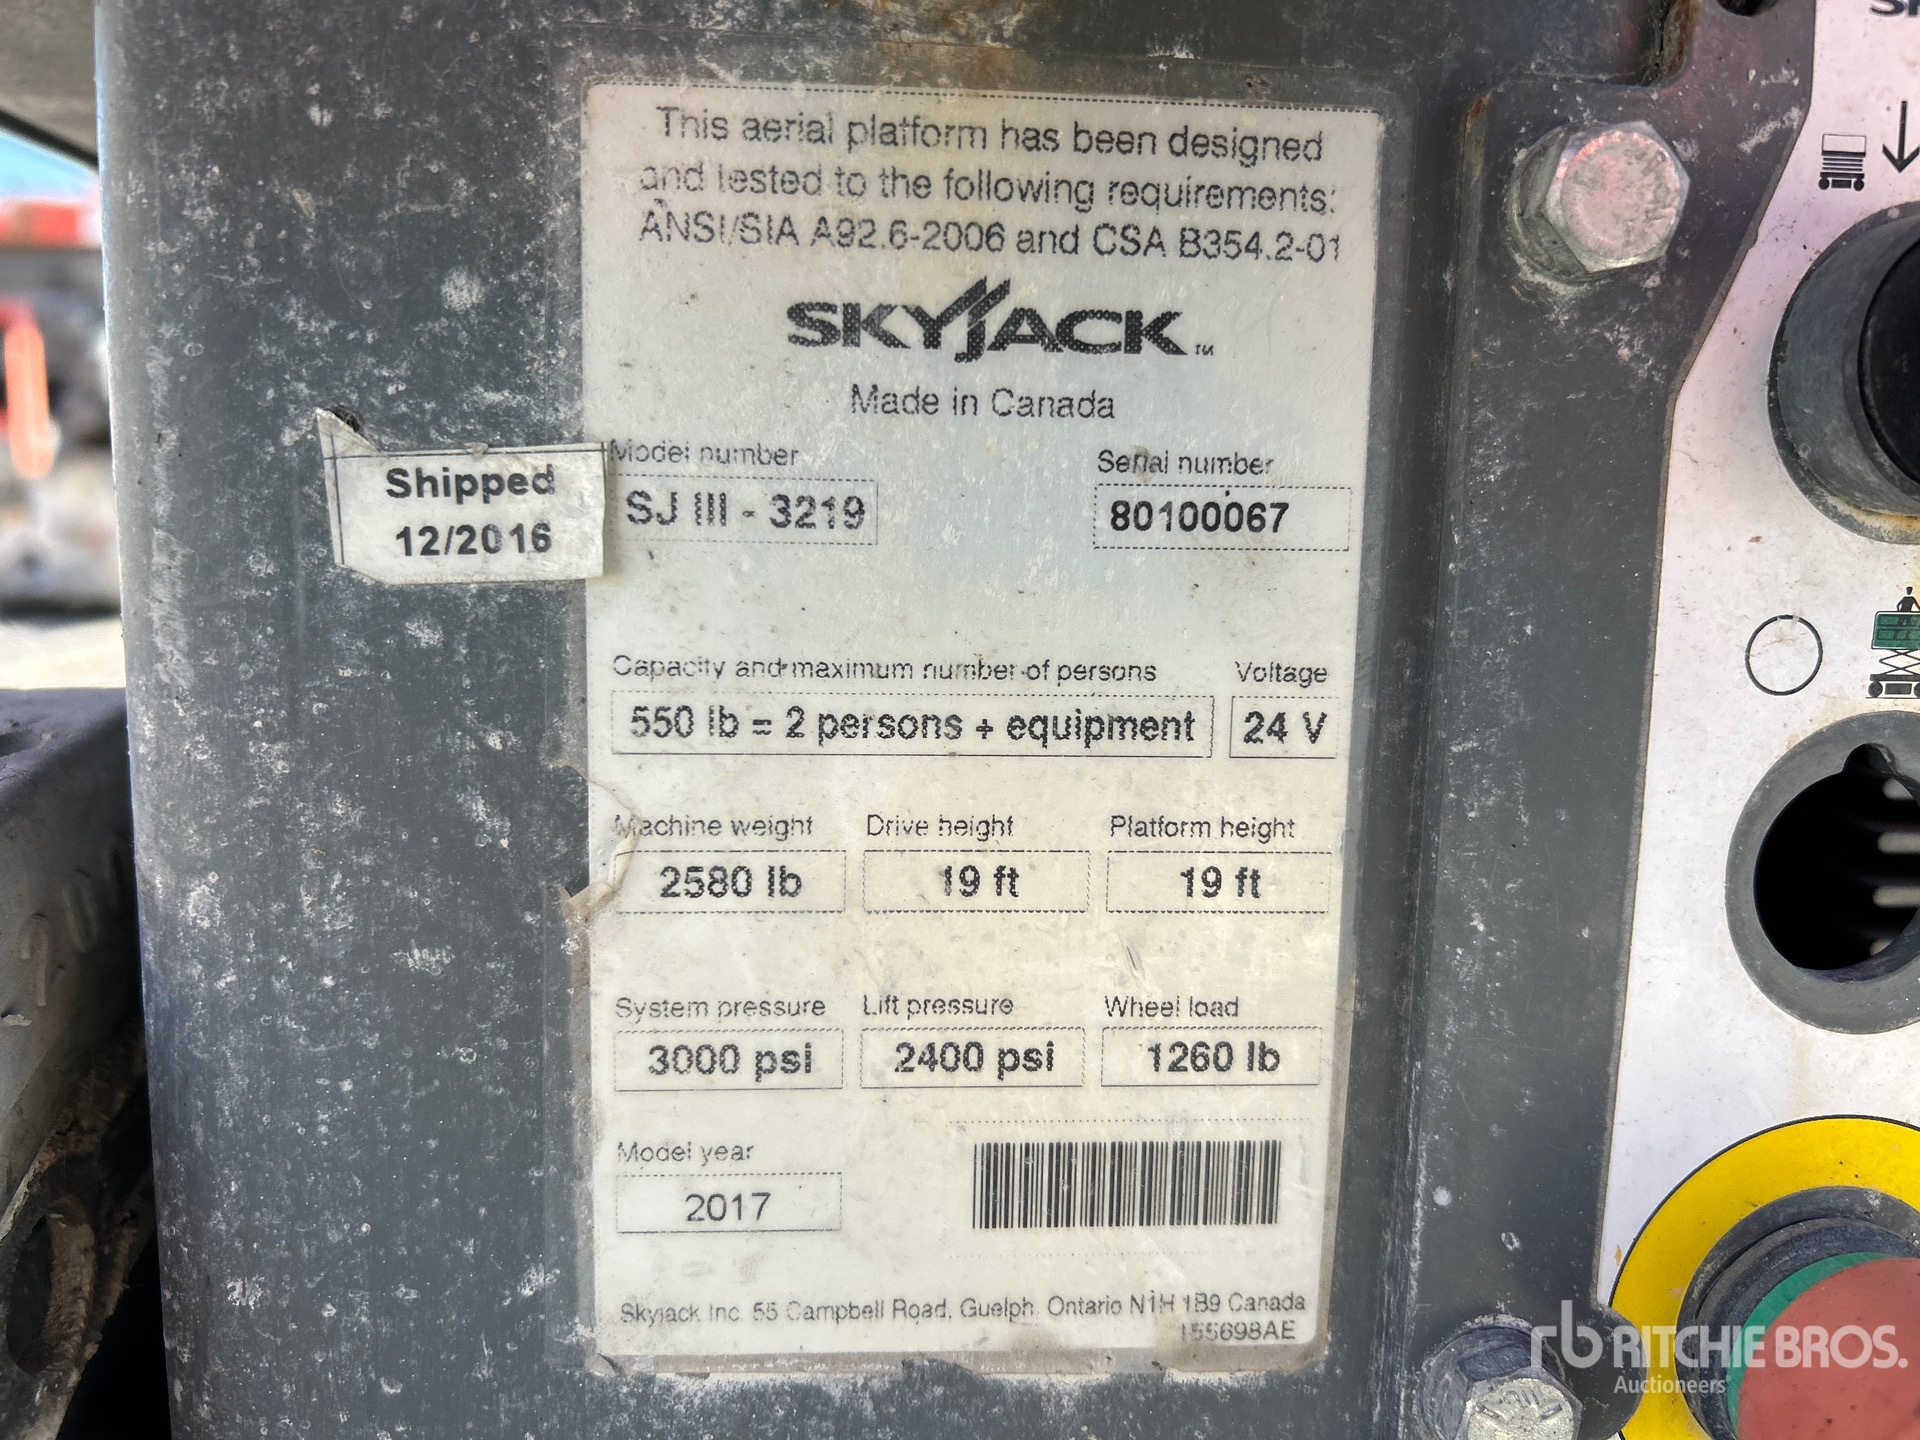 This aerial platform has been designed
and tested to the following requirements:
ANSI/SIA A92.6-2006 and CSA B354.2-01
SKYJACK™
Made in Canada
Model number Serial number
SJ III - 3219 80100067
Shipped
12/2016
Capacity and maximum number of persons Voltage
550 lb = 2 persons + equipment 24 V
Machine weight Drive height Platform height
2580 lb 19 ft 19 ft
System pressure Lift pressure Wheel load
3000 psi 2400 psi 1260 lb
Model year
2017
Skyjack Inc. 55 Campbell Road, Guelph, Ontario N1H 1B9 Canada
155698AE
rb RITCHIE BROS.
Auctioneers